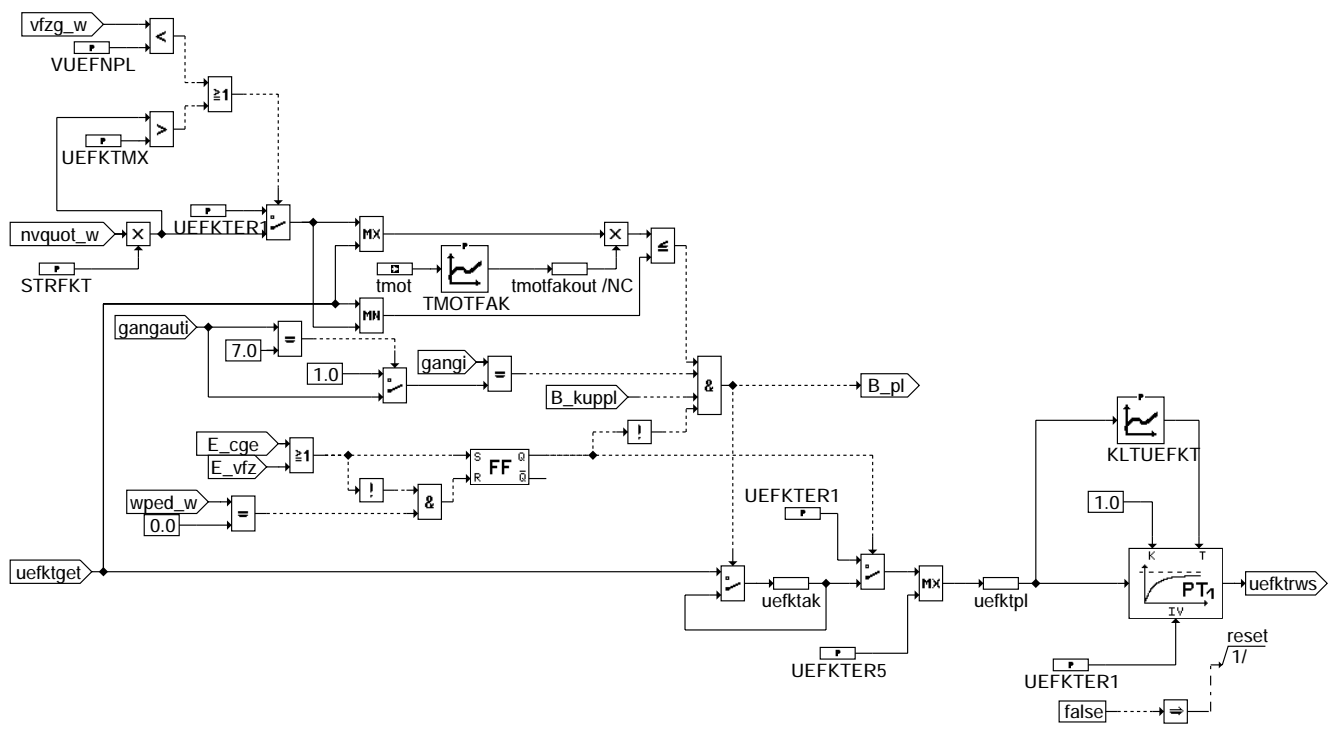 vfzg_w
<
P
VUEFNPL
≧1
>
P
UEFKTMX
P
UEFKTER1
nvquot_w
X
MX
X
≤
P
STRFKT
P
tmot
TMOTFAK
tmotfakout /NC
MN
gangauti
=
7.0
1.0
gangi
=
&
B_pl
B_kuppl
!
P
KLTUEFKT
E_cge
E_vfz
≧1
S Q
FF
R Q̅
!
&
wped_w
0.0
=
UEFKTER1
P
1.0
K T
PT1
IV
uefktget
uefktak
MX
uefktpl
uefktrws
P
UEFKTER5
P
UEFKTER1
reset
1/
false
⇒